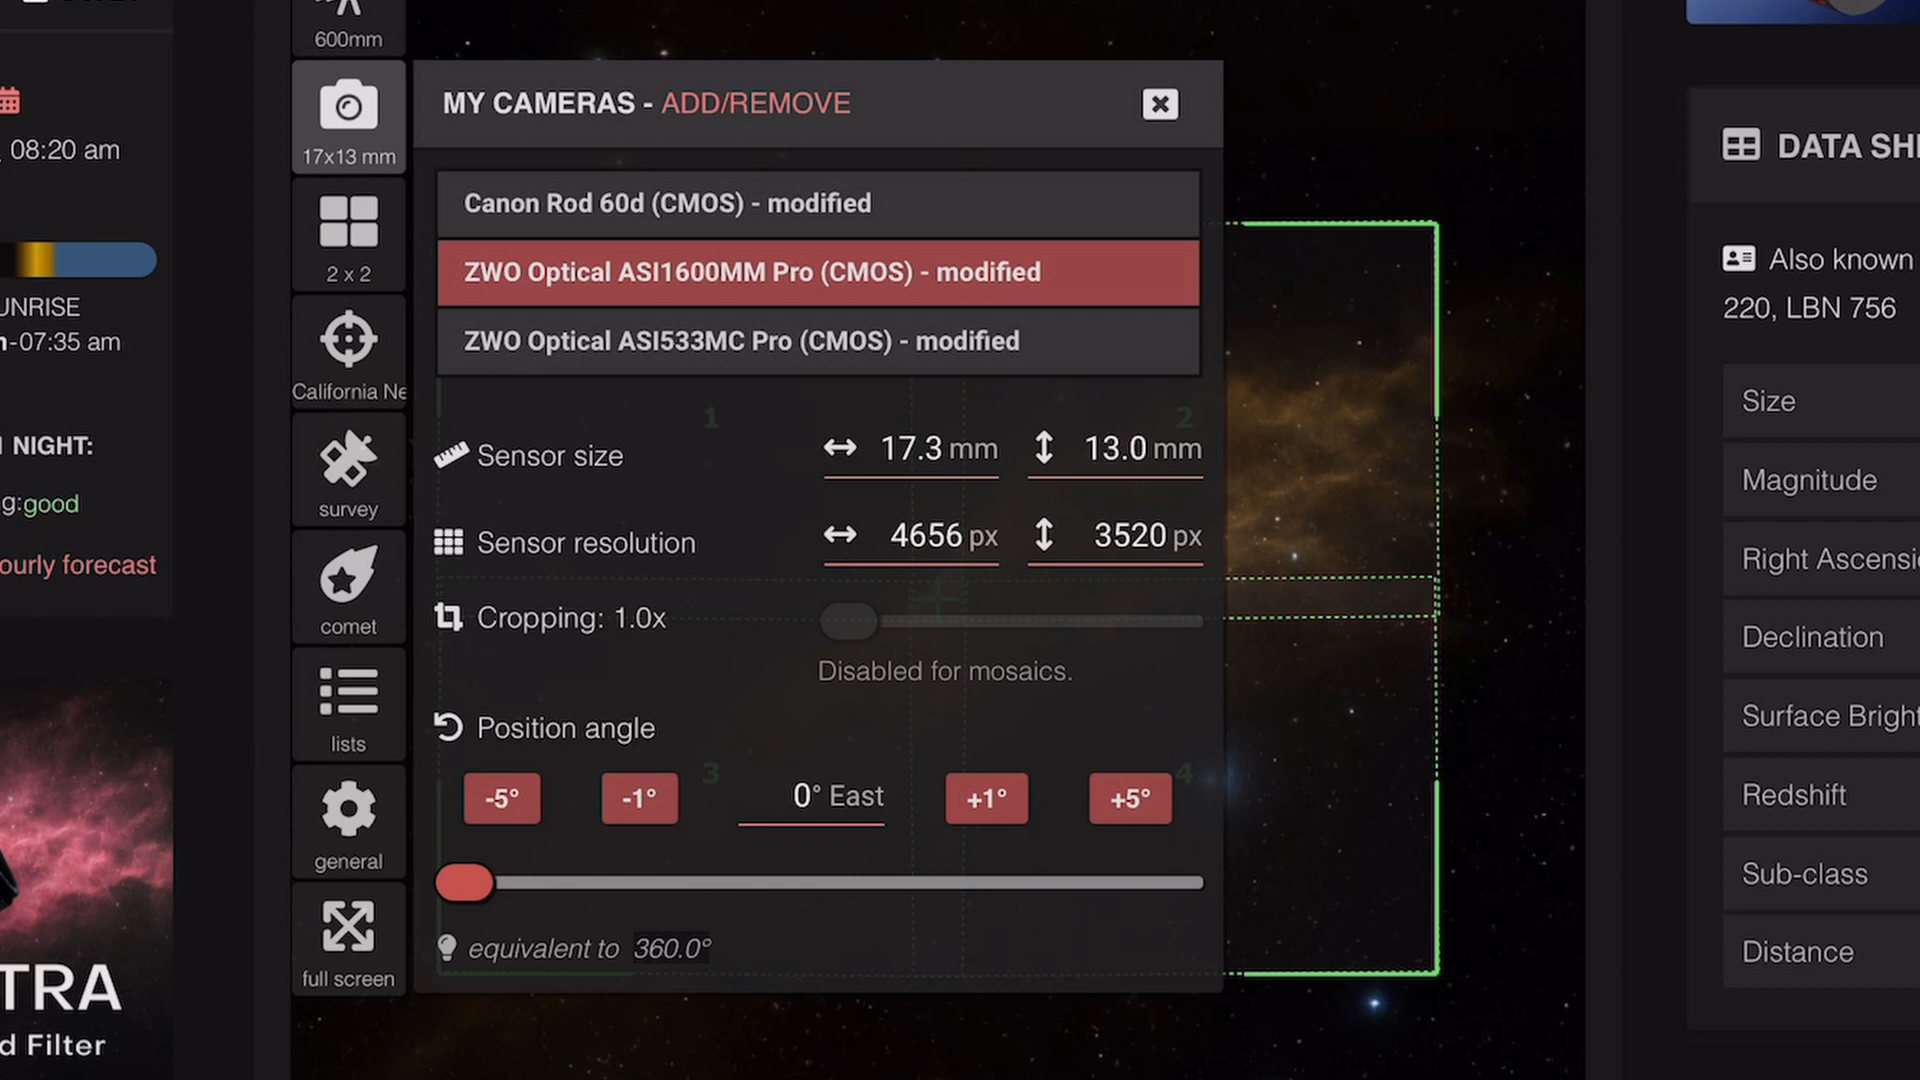 600mm
17x13 mm
2 x 2
California Ne
survey
comet
lists
general
full screen
08:20 am
UNRISE
-07:35 am
NIGHT:
g:good
ourly forecast
TRA
d Filter
MY CAMERAS - ADD/REMOVE
Canon Rod 60d (CMOS) - modified
ZWO Optical ASI1600MM Pro (CMOS) - modified
ZWO Optical ASI533MC Pro (CMOS) - modified
1 2
Sensor size 17.3 mm 13.0 mm
Sensor resolution 4656 px 3520 px
Cropping: 1.0x
Disabled for mosaics.
Position angle
3 4
-5° -1° 0° East +1° +5°
equivalent to 360.0°
DATA SHE
Also known
220, LBN 756
Size
Magnitude
Right Ascensi
Declination
Surface Bright
Redshift
Sub-class
Distance